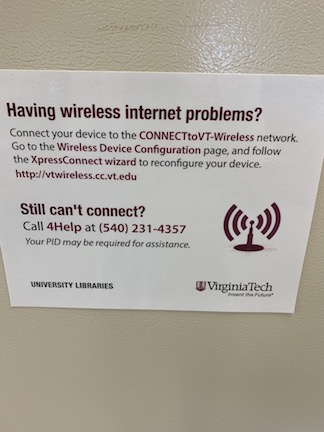 Having wireless internet problems?
Connect your device to the CONNECTtoVT-Wireless network.
Go to the Wireless Device Configuration page, and follow
the XpressConnect wizard to reconfigure your device.
http://vtwireless.cc.vt.edu
Still can't connect?
Call 4Help at (540) 231-4357
Your PID may be required for assistance.
UNIVERSITY LIBRARIES
VirginiaTech
Invent the Future®